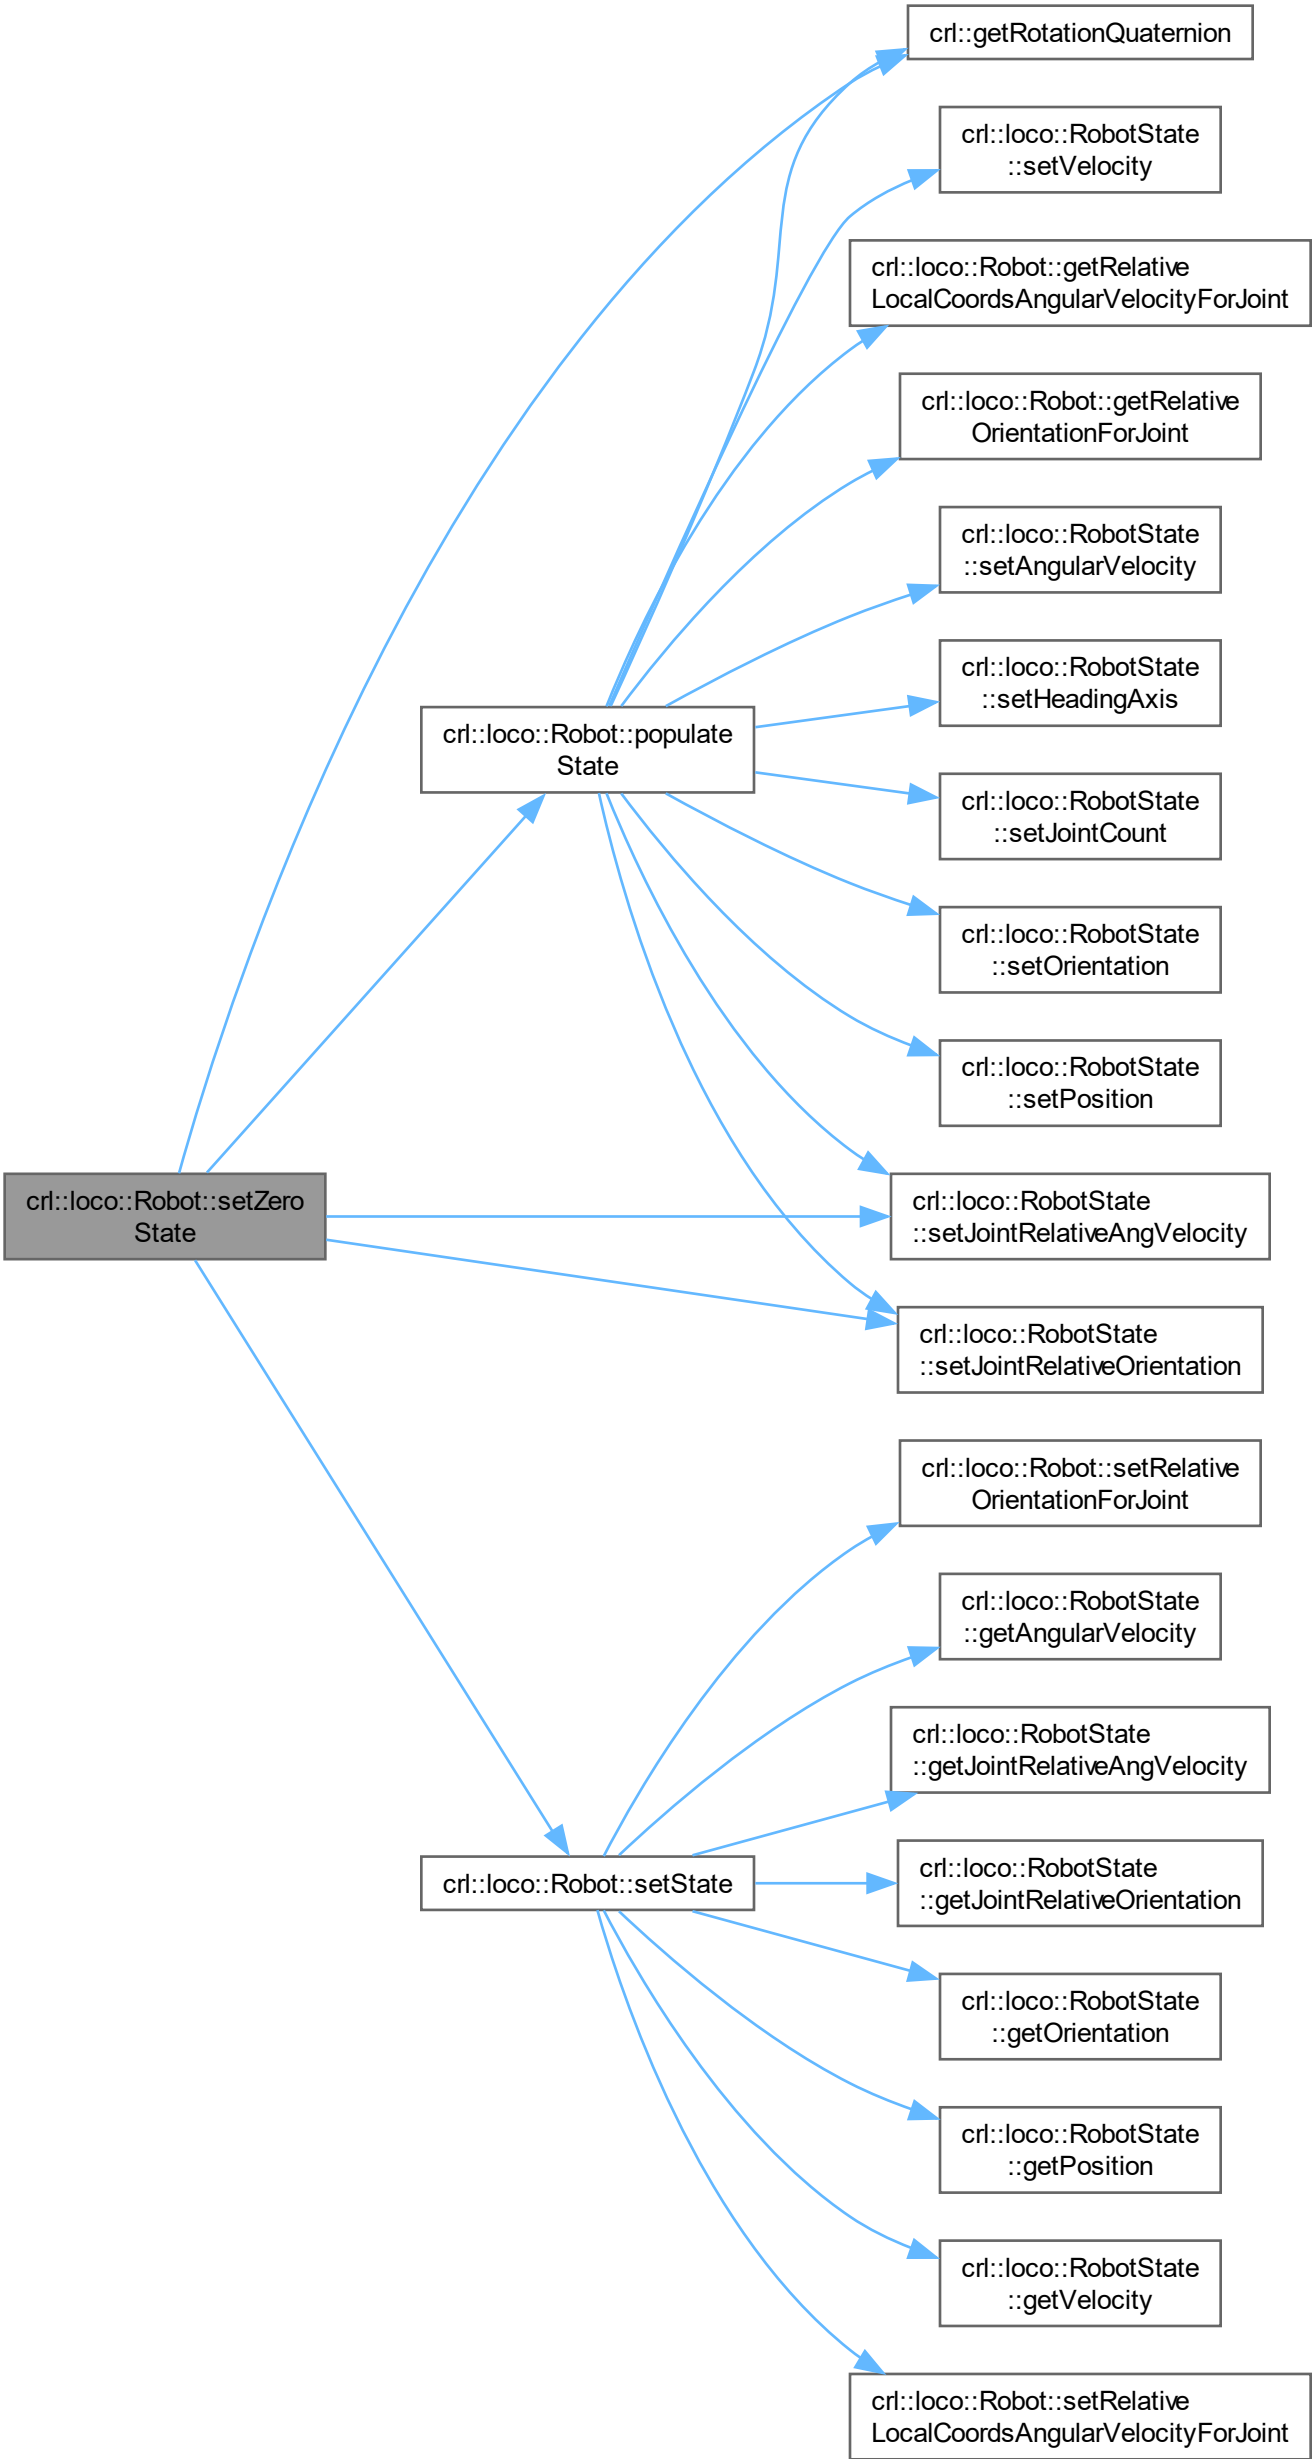 crl::getRotationQuaternion
crl::loco::RobotState
::setVelocity
crl::loco::Robot::getRelative
LocalCoordsAngularVelocityForJoint
crl::loco::Robot::getRelative
OrientationForJoint
crl::loco::RobotState
::setAngularVelocity
crl::loco::RobotState
::setHeadingAxis
crl::loco::Robot::populate
State
crl::loco::RobotState
::setJointCount
crl::loco::RobotState
::setOrientation
crl::loco::RobotState
::setPosition
crl::loco::Robot::setZero
State
crl::loco::RobotState
::setJointRelativeAngVelocity
crl::loco::RobotState
::setJointRelativeOrientation
crl::loco::Robot::setRelative
OrientationForJoint
crl::loco::RobotState
::getAngularVelocity
crl::loco::RobotState
::getJointRelativeAngVelocity
crl::loco::Robot::setState
crl::loco::RobotState
::getJointRelativeOrientation
crl::loco::RobotState
::getOrientation
crl::loco::RobotState
::getPosition
crl::loco::RobotState
::getVelocity
crl::loco::Robot::setRelative
LocalCoordsAngularVelocityForJoint